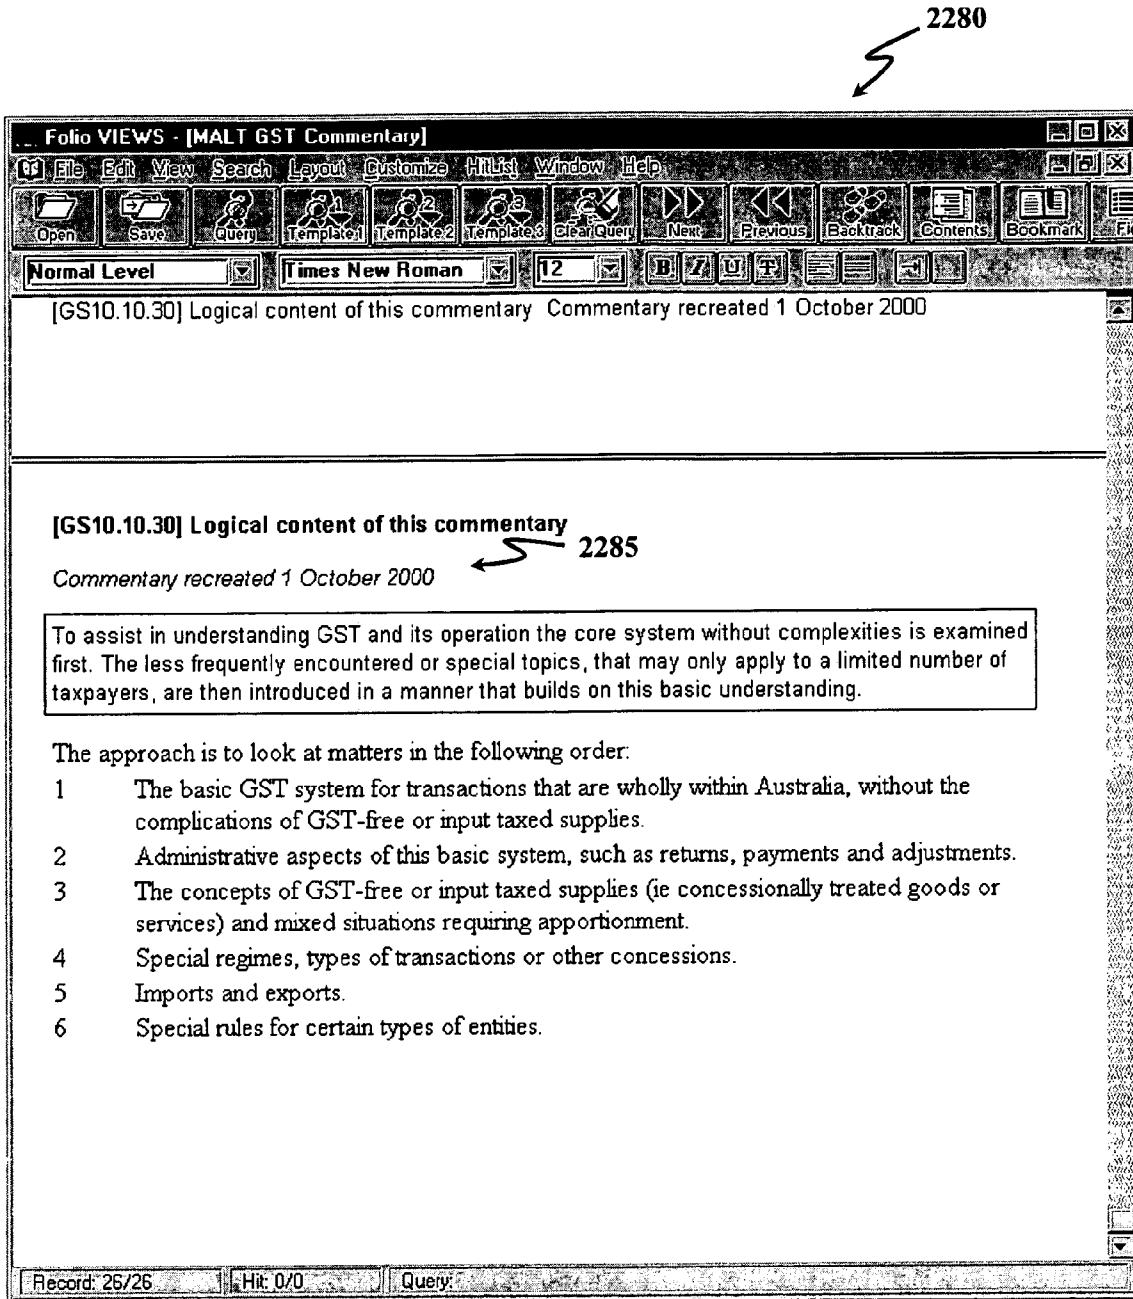 2280
Folio VIEWS - [MALT GST Commentary]
File Edit View Search Layout Customize HitList Window Help
Open Save Query Template1 Template2 Template3 Clear Query Next Previous Backtrack Contents Bookmark Fi
Normal Level Times New Roman 12 B I U T
[GS10.10.30] Logical content of this commentary Commentary recreated 1 October 2000
[GS10.10.30] Logical content of this commentary
2285
Commentary recreated 1 October 2000
To assist in understanding GST and its operation the core system without complexities is examined
first. The less frequently encountered or special topics, that may only apply to a limited number of
taxpayers, are then introduced in a manner that builds on this basic understanding.
The approach is to look at matters in the following order:
1 The basic GST system for transactions that are wholly within Australia, without the
complications of GST-free or input taxed supplies.
2 Administrative aspects of this basic system, such as returns, payments and adjustments.
3 The concepts of GST-free or input taxed supplies (ie concessionally treated goods or
services) and mixed situations requiring apportionment.
4 Special regimes, types of transactions or other concessions.
5 Imports and exports.
6 Special rules for certain types of entities.
Record: 26/26 Hit: 0/0 Query: